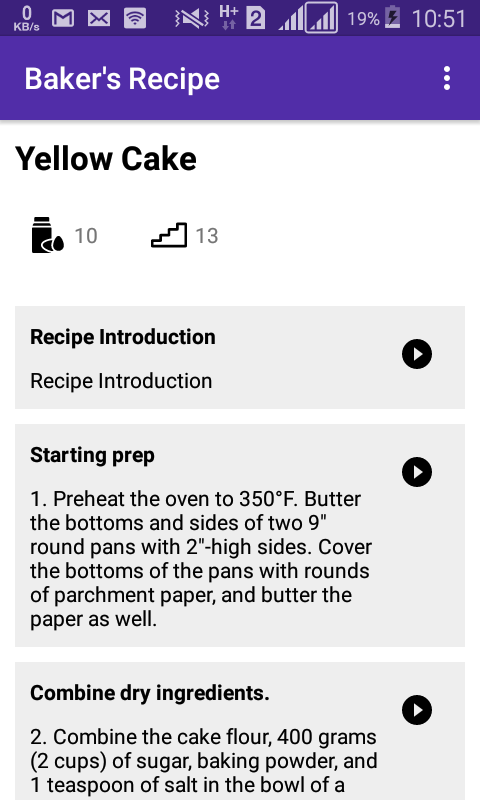 0
KB/s
H+
2
19%
10:51
Baker's Recipe
Yellow Cake
10
13
Recipe Introduction
Recipe Introduction
Starting prep
1. Preheat the oven to 350°F. Butter
the bottoms and sides of two 9"
round pans with 2"-high sides. Cover
the bottoms of the pans with rounds
of parchment paper, and butter the
paper as well.
Combine dry ingredients.
2. Combine the cake flour, 400 grams
(2 cups) of sugar, baking powder, and
1 teaspoon of salt in the bowl of a